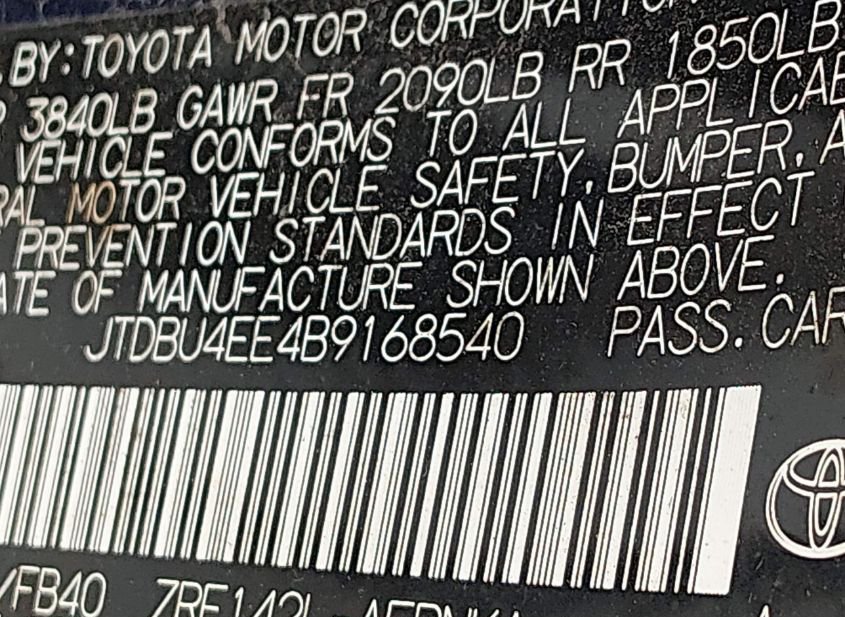 BY: TOYOTA MOTOR CORPORATION
3840LB GAWR FR 2090LB RR 1850LB
VEHICLE CONFORMS TO ALL APPLICAB
RAL MOTOR VEHICLE SAFETY, BUMPER, A
PREVENTION STANDARDS IN EFFECT
ATE OF MANUFACTURE SHOWN ABOVE.
JTDBU4EE4B9168540 PASS. CAR
/FB40 ZRE142L